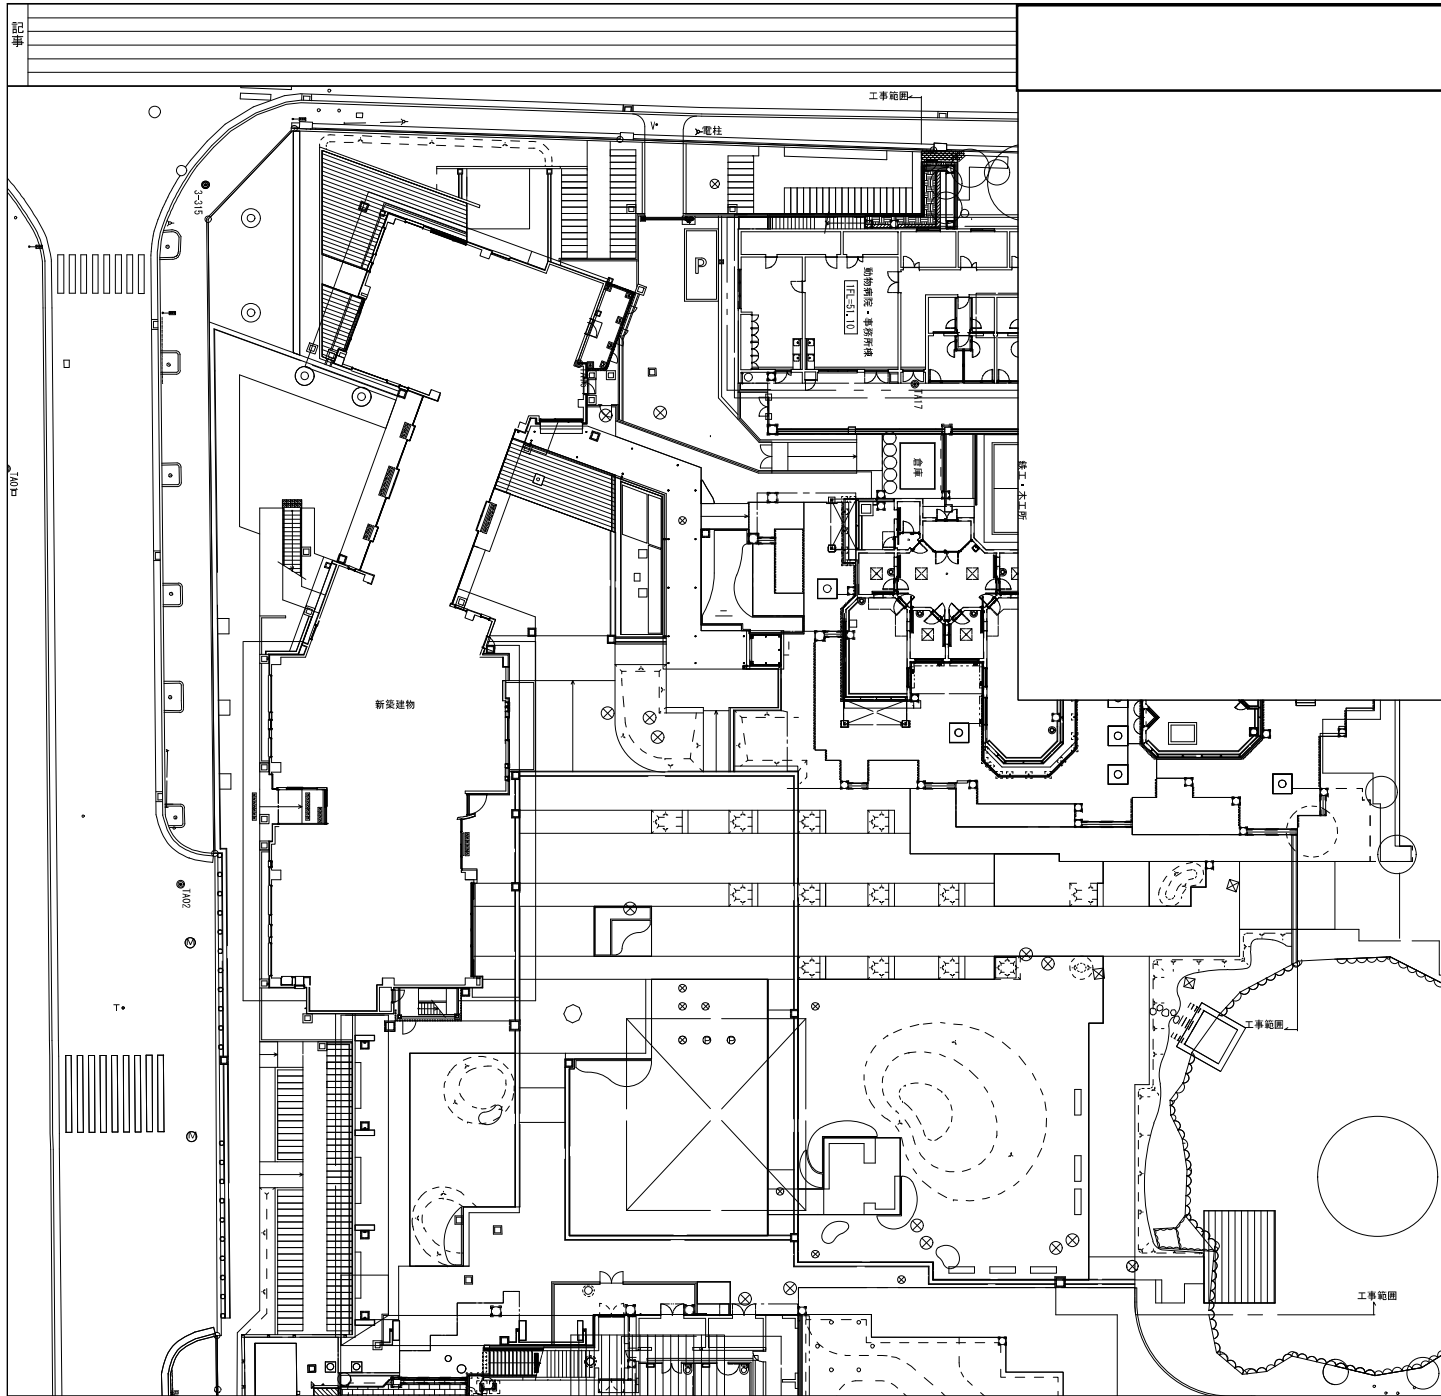 記事
工事範囲
電柱
3-315
P
動物病院・事務所棟
1FL=51.10
TA17
倉庫
鉄工・木工所
TA01
新築建物
TA02
M
T
工事範囲
M
工事範囲